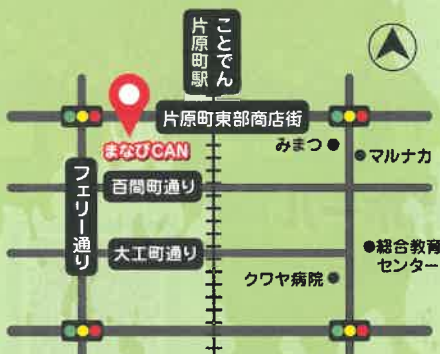 ことでん
片原町駅
片原町東部商店街
まなびCAN
みまつ
マルナカ
フェリー通り
百間町通り
大工町通り
総合教育
センター
クワヤ病院